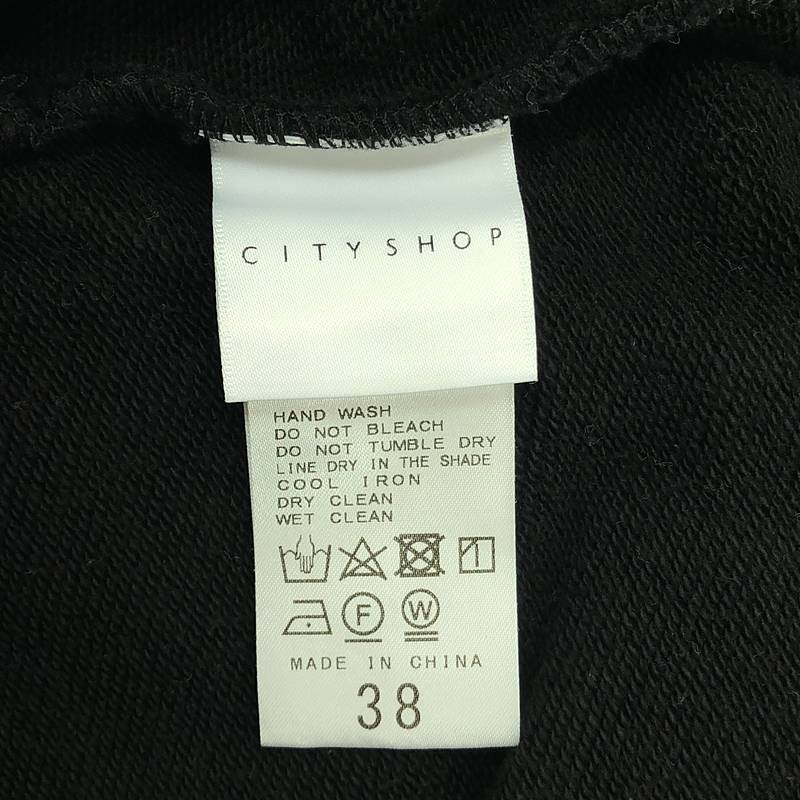 CITYSHOP
HAND WASH
DO NOT BLEACH
DO NOT TUMBLE DRY
LINE DRY IN THE SHADE
COOL IRON
DRY CLEAN
WET CLEAN
F W
MADE IN CHINA
38